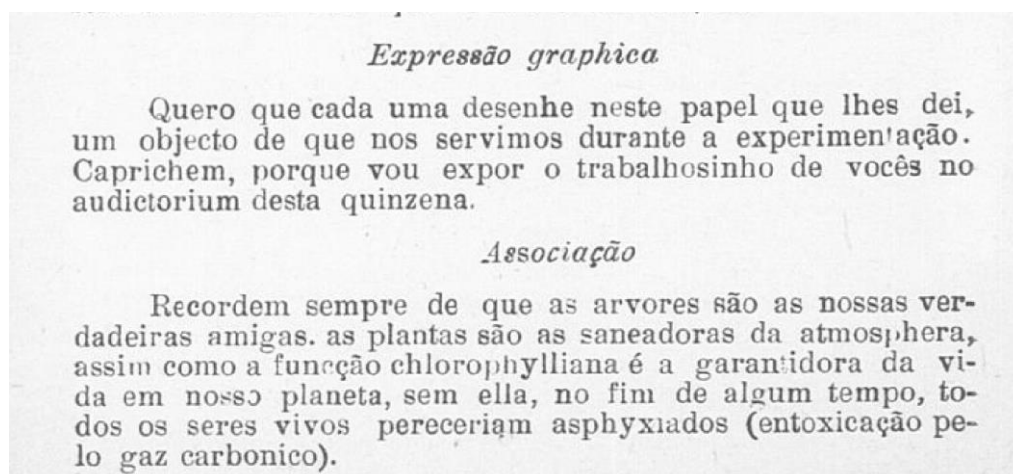 Expressão graphica
Quero que cada uma desenhe neste papel que lhes dei,
um objecto de que nos servimos durante a experimentação.
Caprichem, porque vou expor o trabalhosinho de vocês no
audictorium desta quinzena.
Associação
Recordem sempre de que as arvores são as nossas ver-
dadeiras amigas. as plantas são as saneadoras da atmosphera,
assim como a funcção chlorophylliana é a garantidora da vi-
da em nosso planeta, sem ella, no fim de algum tempo, to-
dos os seres vivos pereceriam asphyxiados (entoxicação pe-
lo gaz carbonico).